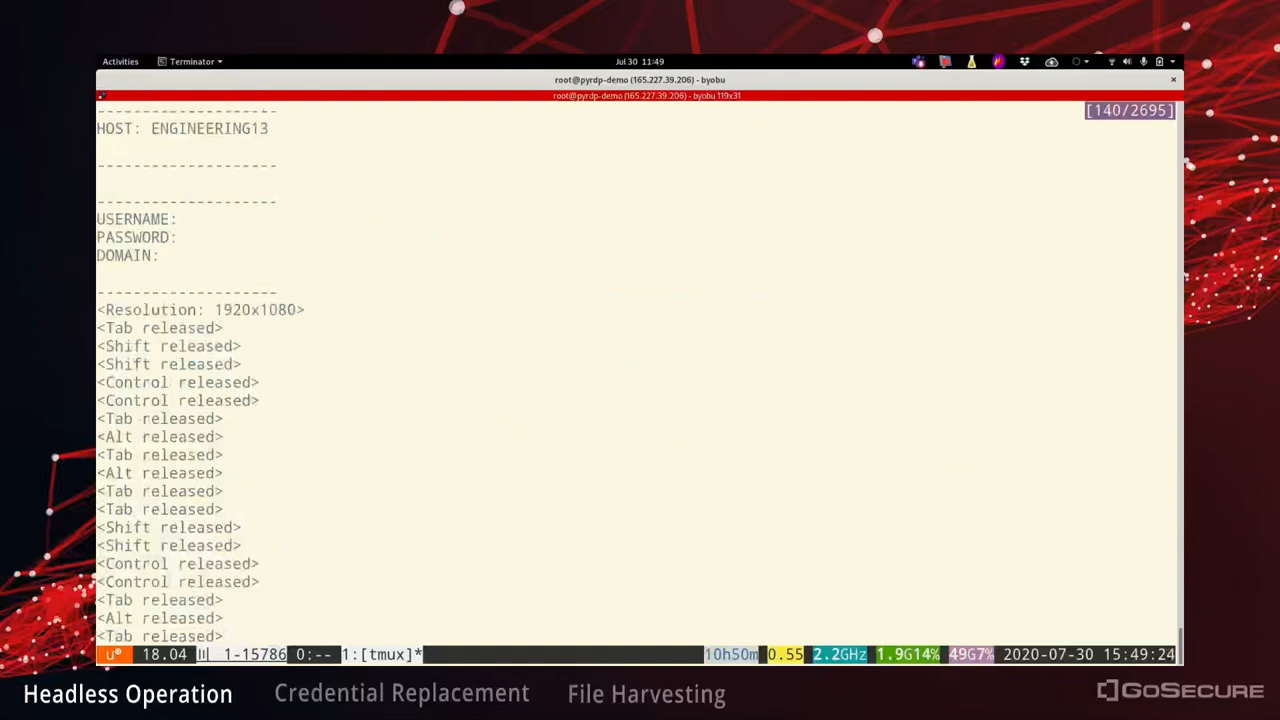 Activities
Terminator
Jul 30 11:49
root@pyrdp-demo (165.227.39.206) - byobu
×
root@pyrdp-demo (165.227.39.206) - byobu 119x31
--------------------
[140/2695]
HOST: ENGINEERING13
--------------------
--------------------
USERNAME:
PASSWORD:
DOMAIN:
--------------------
<Resolution: 1920x1080>
<Tab released>
<Shift released>
<Shift released>
<Control released>
<Control released>
<Tab released>
<Alt released>
<Tab released>
<Alt released>
<Tab released>
<Tab released>
<Shift released>
<Shift released>
<Control released>
<Control released>
<Tab released>
<Alt released>
<Tab released>
18.04 1-15786 0:-- 1:[tmux]* 10h50m 0.55 2.2GHz 1.9G14% 49G7% 2020-07-30 15:49:24
Headless Operation Credential Replacement File Harvesting GOSECURE